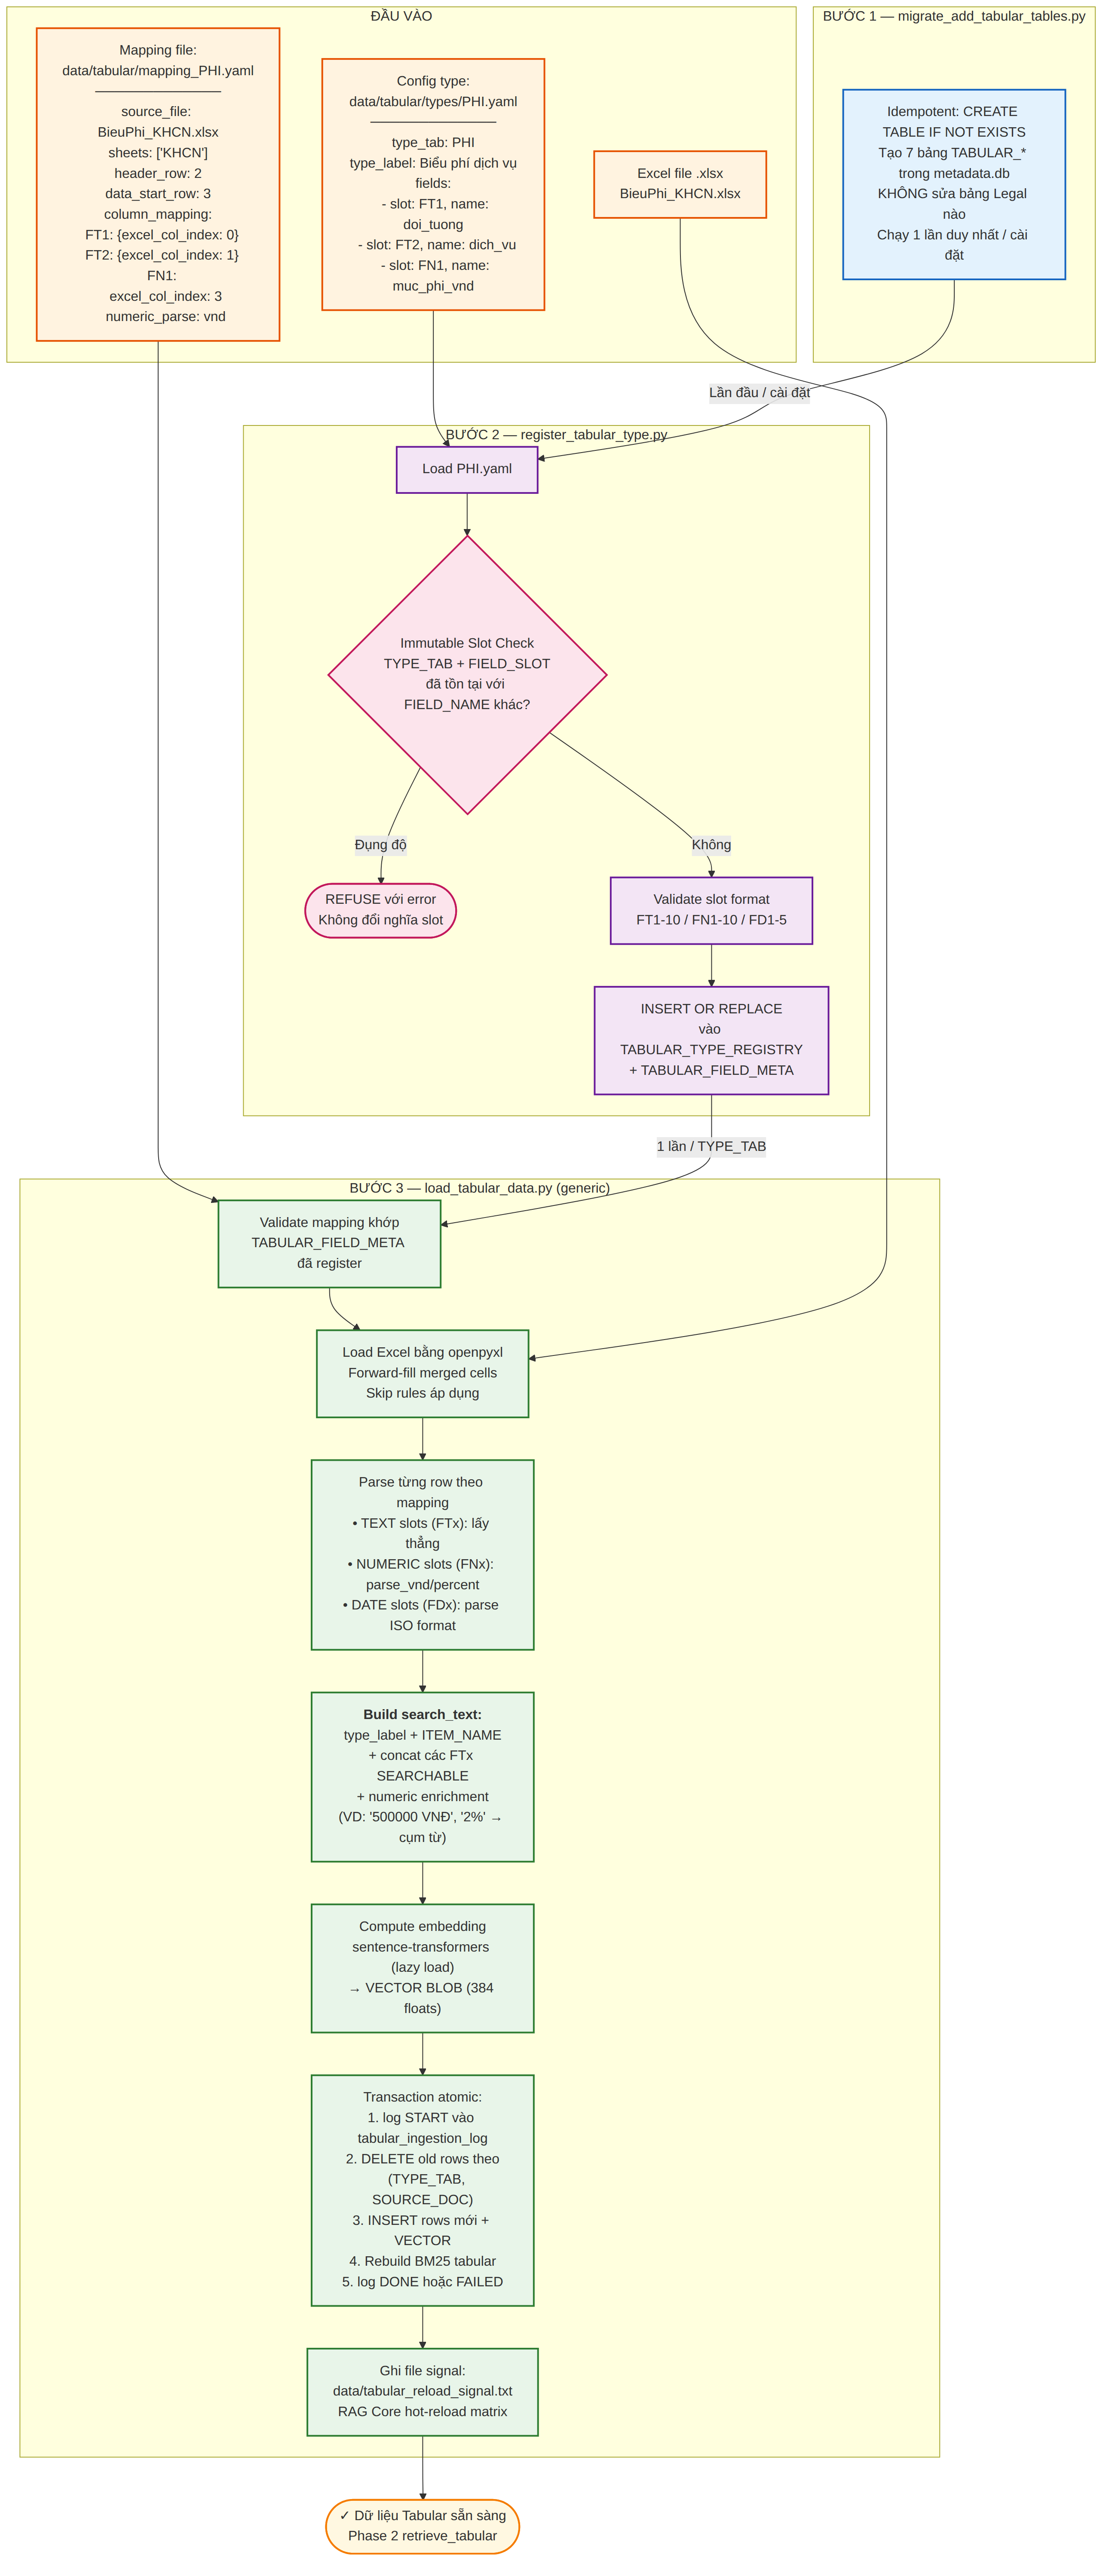 ĐẦU VÀO
Mapping file:
data/tabular/mapping_PHI.yaml
source_file:
BieuPhi_KHCN.xlsx
sheets: ['KHCN']
header_row: 2
data_start_row: 3
column_mapping:
FT1: {excel_col_index: 0}
FT2: {excel_col_index: 1}
FN1:
excel_col_index: 3
numeric_parse: vnd
Config type:
data/tabular/types/PHI.yaml
type_tab: PHI
type_label: Biểu phí dịch vụ
fields:
- slot: FT1, name:
doi_tuong
- slot: FT2, name: dich_vu
- slot: FN1, name:
muc_phi_vnd
Excel file .xlsx
BieuPhi_KHCN.xlsx
BƯỚC 1 — migrate_add_tabular_tables.py
Idempotent: CREATE
TABLE IF NOT EXISTS
Tạo 7 bảng TABULAR_*
trong metadata.db
KHÔNG sửa bảng Legal
nào
Chạy 1 lần duy nhất / cài
đặt
Lần đầu / cài đặt
BƯỚC 2 — register_tabular_type.py
Load PHI.yaml
Immutable Slot Check
TYPE_TAB + FIELD_SLOT
đã tồn tại với
FIELD_NAME khác?
Đụng độ
Không
REFUSE với error
Không đổi nghĩa slot
Validate slot format
FT1-10 / FN1-10 / FD1-5
INSERT OR REPLACE
vào
TABULAR_TYPE_REGISTRY
+ TABULAR_FIELD_META
1 lần / TYPE_TAB
BƯỚC 3 — load_tabular_data.py (generic)
Validate mapping khớp
TABULAR_FIELD_META
đã register
Load Excel bằng openpyxl
Forward-fill merged cells
Skip rules áp dụng
Parse từng row theo
mapping
• TEXT slots (FTx): lấy
thẳng
• NUMERIC slots (FNx):
parse_vnd/percent
• DATE slots (FDx): parse
ISO format
Build search_text:
type_label + ITEM_NAME
+ concat các FTx
SEARCHABLE
+ numeric enrichment
(VD: '500000 VNĐ', '2%' →
cụm từ)
Compute embedding
sentence-transformers
(lazy load)
→ VECTOR BLOB (384
floats)
Transaction atomic:
1. log START vào
tabular_ingestion_log
2. DELETE old rows theo
(TYPE_TAB,
SOURCE_DOC)
3. INSERT rows mới +
VECTOR
4. Rebuild BM25 tabular
5. log DONE hoặc FAILED
Ghi file signal:
data/tabular_reload_signal.txt
RAG Core hot-reload matrix
✓ Dữ liệu Tabular sẵn sàng
Phase 2 retrieve_tabular